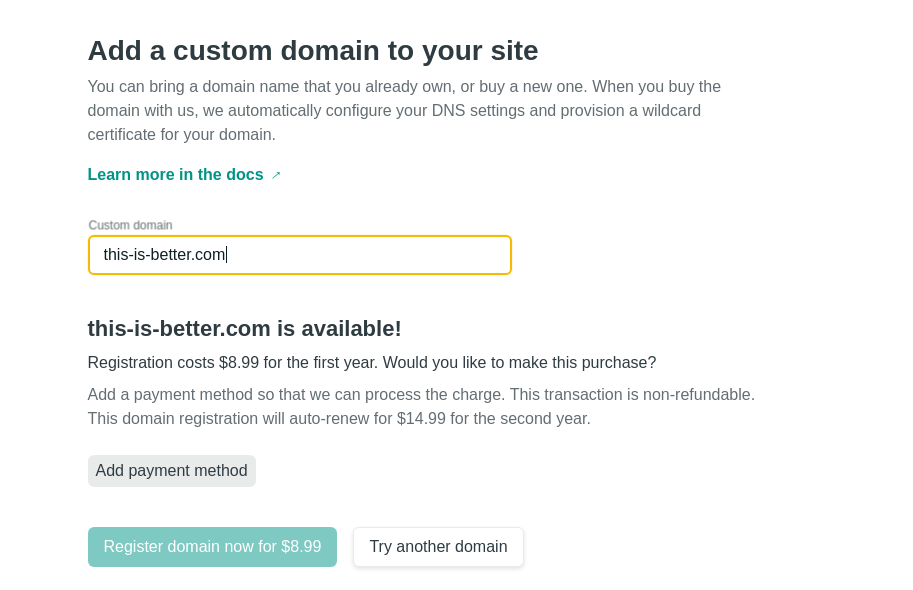 Add a custom domain to your site
You can bring a domain name that you already own, or buy a new one. When you buy the
domain with us, we automatically configure your DNS settings and provision a wildcard
certificate for your domain.
Learn more in the docs ↗
Custom domain
this-is-better.com
this-is-better.com is available!
Registration costs $8.99 for the first year. Would you like to make this purchase?
Add a payment method so that we can process the charge. This transaction is non-refundable.
This domain registration will auto-renew for $14.99 for the second year.
Add payment method
Register domain now for $8.99
Try another domain